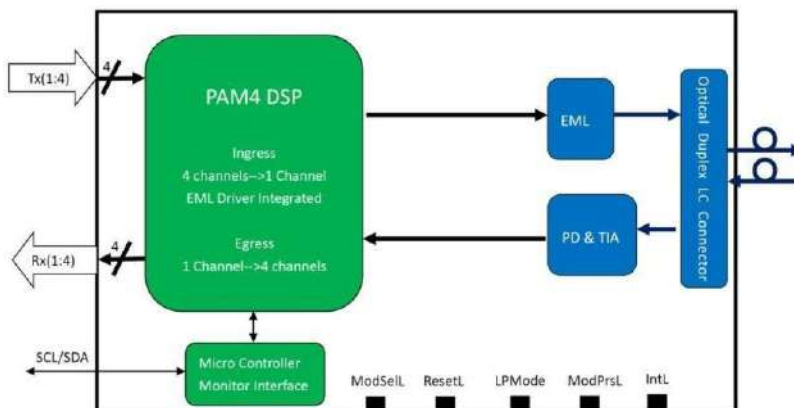 Tx(1:4)
4
PAM4 DSP
Ingress
4 channels-->1 Channel
EML Driver Integrated
Egress
1 Channel-->4 channels
EML
PD & TIA
Optical Duplex LC Connector
Rx(1:4)
4
SCL/SDA
Micro Controller
Monitor Interface
ModSelL
ResetL
LPMode
ModPrsL
IntL